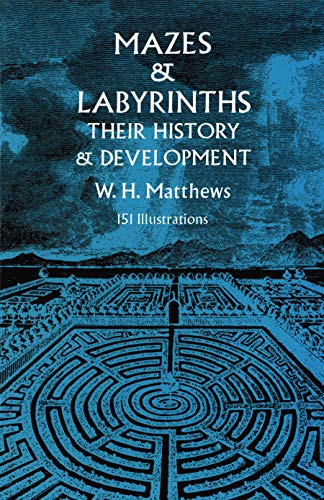 MAZES
&
LABYRINTHS
THEIR HISTORY
& DEVELOPMENT
W. H. Matthews
151 Illustrations